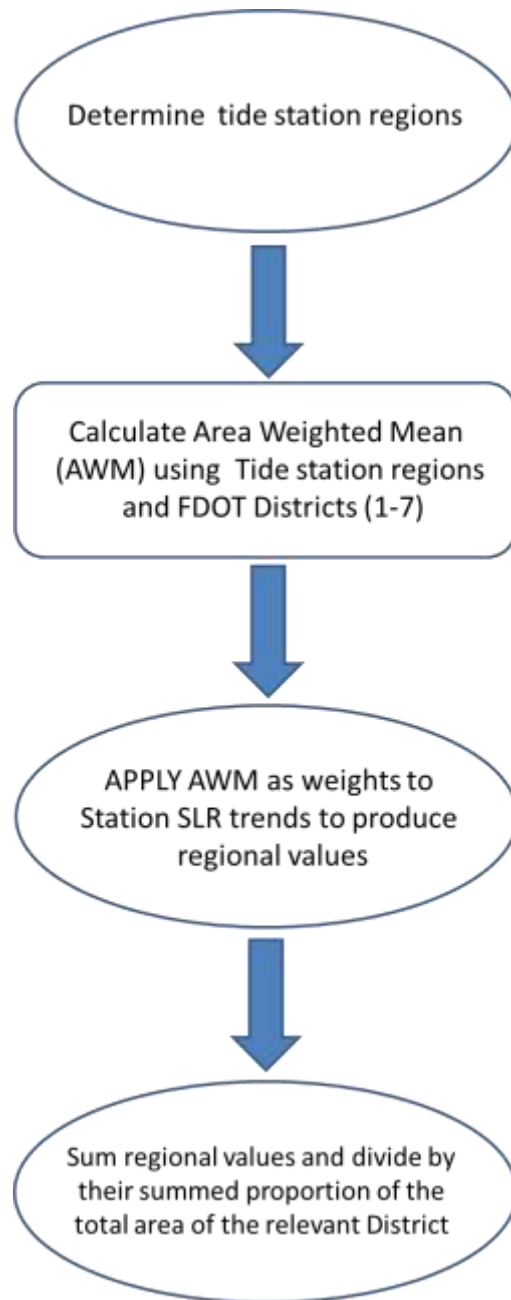 Determine tide station regions
Calculate Area Weighted Mean
(AWM) using Tide station regions
and FDOT Districts (1-7)
APPLY AWM as weights to
Station SLR trends to produce
regional values
Sum regional values and divide by
their summed proportion of the
total area of the relevant District